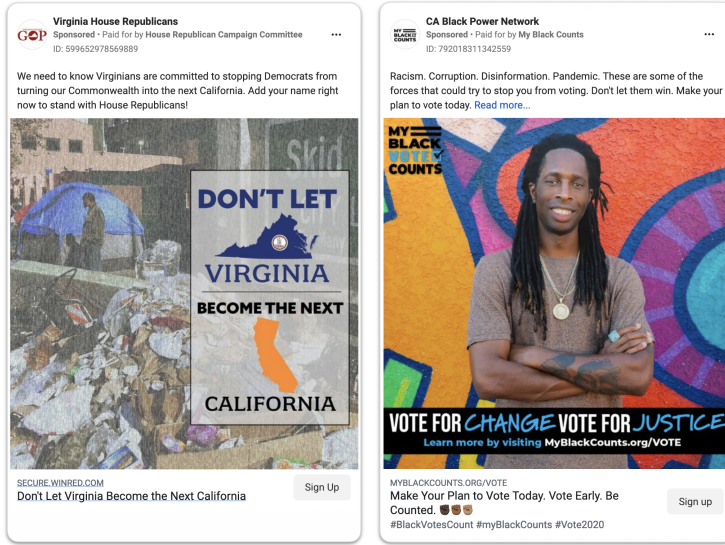 Virginia House Republicans
Sponsored • Paid for by House Republican Campaign Committee
ID: 599652978569889
GOP
We need to know Virginians are committed to stopping Democrats from
turning our Commonwealth into the next California. Add your name right
now to stand with House Republicans!
Skid
DON'T LET
VIRGINIA
BECOME THE NEXT
CALIFORNIA
SECURE.WINRED.COM
Don't Let Virginia Become the Next California
Sign Up
CA Black Power Network
Sponsored • Paid for by My Black Counts
ID: 792018311342559
MY
BLACK
COUNTS
Racism. Corruption. Disinformation. Pandemic. These are some of the
forces that could try to stop you from voting. Don't let them win. Make your
plan to vote today. Read more...
MY
BLACK
VOTE
COUNTS
VOTE FOR CHANGE VOTE FOR JUSTICE
Learn more by visiting MyBlackCounts.org/VOTE
MYBLACKCOUNTS.ORG/VOTE
Make Your Plan to Vote Today. Vote Early. Be
Counted. ✊🏿✊🏾✊🏽
#BlackVotesCount #myBlackCounts #Vote2020
Sign up